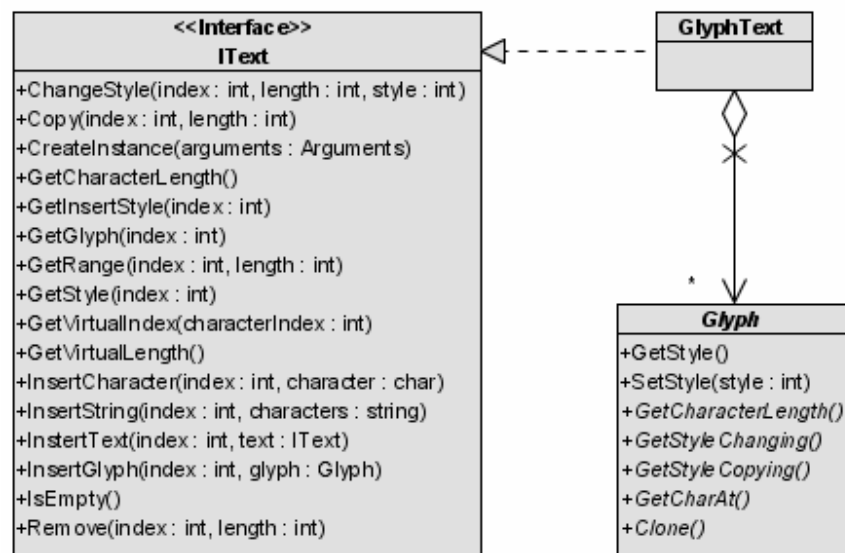 <<Interface>>
IText
+ChangeStyle(index : int, length : int, style : int)
+Copy(index : int, length : int)
+CreateInstance(arguments : Arguments)
+GetCharacterLength()
+GetInsertStyle(index : int)
+GetGlyph(index : int)
+GetRange(index : int, length : int)
+GetStyle(index : int)
+GetVirtualIndex(characterIndex : int)
+GetVirtualLength()
+InsertCharacter(index : int, character : char)
+InsertString(index : int, characters : string)
+InstertText(index : int, text : IText)
+InsertGlyph(index : int, glyph : Glyph)
+IsEmpty()
+Remove(index : int, length : int)
GlyphText
*
Glyph
+GetStyle()
+SetStyle(style : int)
+GetCharacterLength()
+GetStyleChanging()
+GetStyleCopying()
+GetCharAt()
+Clone()